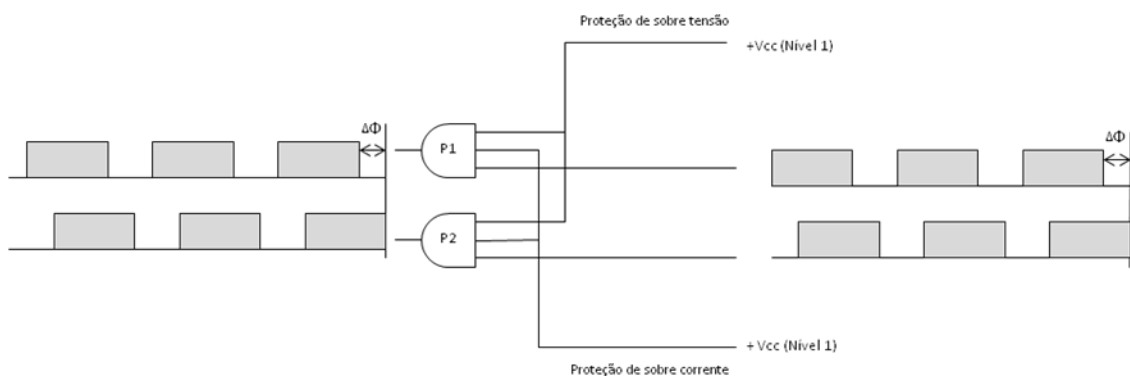 Proteção de sobre tensão
+Vcc (Nível 1)
ΔΦ
P1
ΔΦ
P2
+ Vcc (Nível 1)
Proteção de sobre corrente